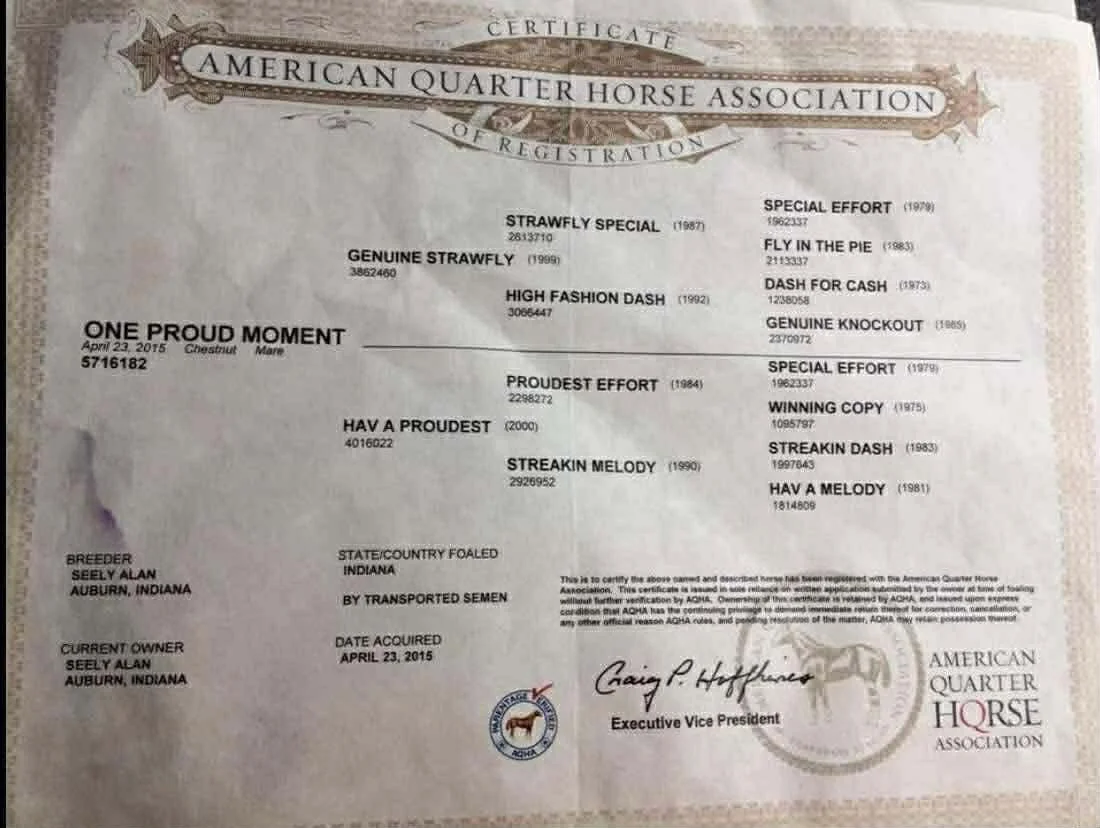 CERTIFICATE
AMERICAN QUARTER HORSE ASSOCIATION
OF REGISTRATION
SPECIAL EFFORT (1979)
1962337
STRAWFLY SPECIAL (1987)
2613710
FLY IN THE PIE (1983)
2113337
GENUINE STRAWFLY (1999)
3862460
DASH FOR CASH (1973)
1238058
HIGH FASHION DASH (1992)
3066447
GENUINE KNOCKOUT (1985)
2370972
ONE PROUD MOMENT
April 23, 2015 Chestnut Mare
5716182
SPECIAL EFFORT (1979)
1962337
PROUDEST EFFORT (1984)
2298272
WINNING COPY (1975)
1095797
HAV A PROUDEST (2000)
4016022
STREAKIN DASH (1983)
1997643
STREAKIN MELODY (1990)
2926952
HAV A MELODY (1981)
1814809
BREEDER
SEELY ALAN
AUBURN, INDIANA
STATE/COUNTRY FOALED
INDIANA
BY TRANSPORTED SEMEN
CURRENT OWNER
SEELY ALAN
AUBURN, INDIANA
DATE ACQUIRED
APRIL 23, 2015
This is to certify the above named and described horse has been registered with the American Quarter Horse
Association. This certificate is issued in sole reliance on written application submitted by the owner at time of foaling
without further verification by AQHA. Ownership of this certificate is retained by AQHA, and issued upon express
condition that AQHA has the continuing privilege to demand immediate return thereof for correction, cancellation, or
any other official reason AQHA rules, and pending resolution of the matter, AQHA may retain possession thereof.
PARENTAGE VERIFIED
AQHA
Craig P. Huffhines
Executive Vice President
AMERICAN
QUARTER
HORSE
ASSOCIATION